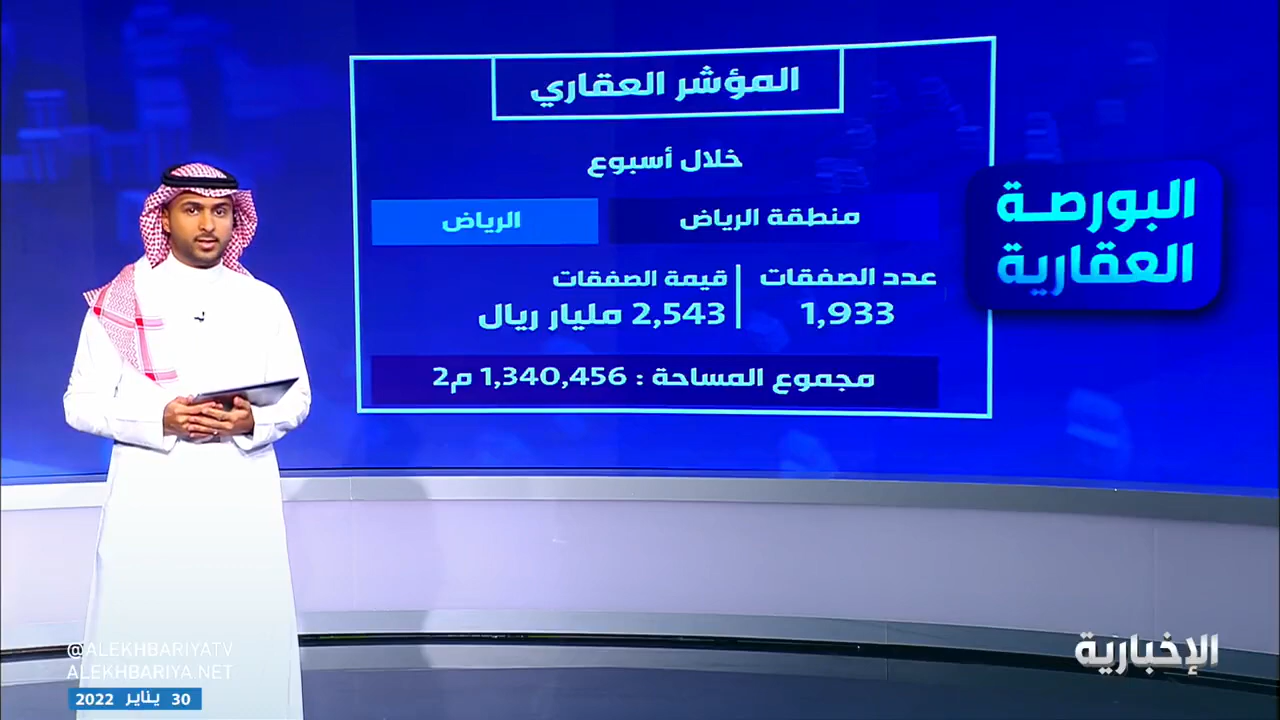 المؤشر العقاري
خلال أسبوع
منطقة الرياض
الرياض
عدد الصفقات
1,933
قيمة الصفقات
2,543 مليار ريال
مجموع المساحة : 1,340,456 م2
البورصة
العقارية
@ALEKHBARIYATV
ALEKHBARIYA.NET
30 يناير 2022
الإخبارية